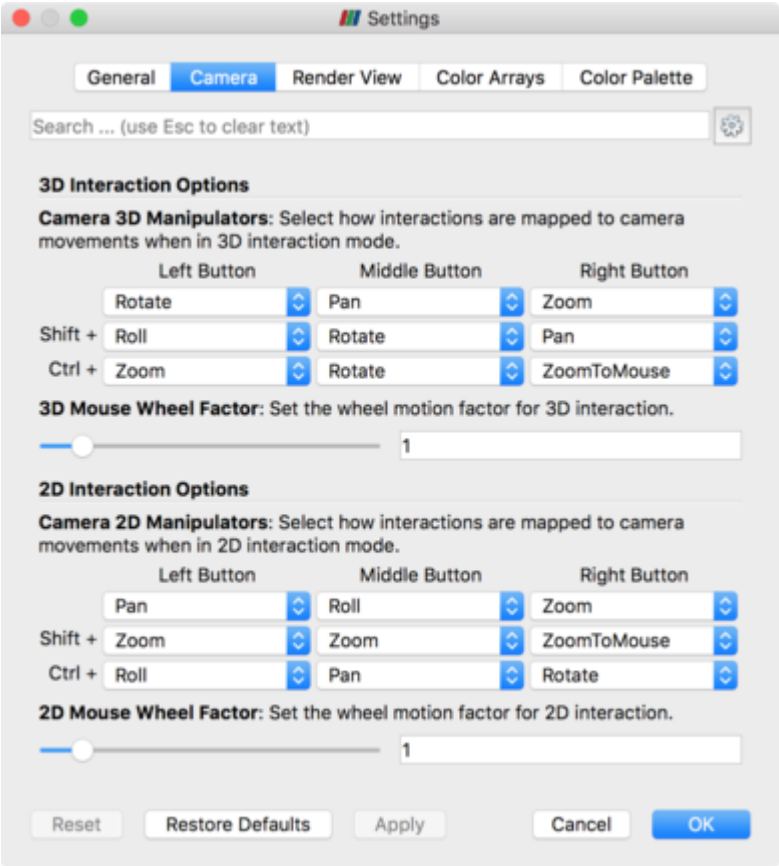 Settings
General Camera Render View Color Arrays Color Palette
Search ... (use Esc to clear text)
3D Interaction Options
Camera 3D Manipulators: Select how interactions are mapped to camera
movements when in 3D interaction mode.
Left Button Middle Button Right Button
Rotate Pan Zoom
Shift + Roll Rotate Pan
Ctrl + Zoom Rotate ZoomToMouse
3D Mouse Wheel Factor: Set the wheel motion factor for 3D interaction.
1
2D Interaction Options
Camera 2D Manipulators: Select how interactions are mapped to camera
movements when in 2D interaction mode.
Left Button Middle Button Right Button
Pan Roll Zoom
Shift + Zoom Zoom ZoomToMouse
Ctrl + Roll Pan Rotate
2D Mouse Wheel Factor: Set the wheel motion factor for 2D interaction.
1
Reset Restore Defaults Apply Cancel OK